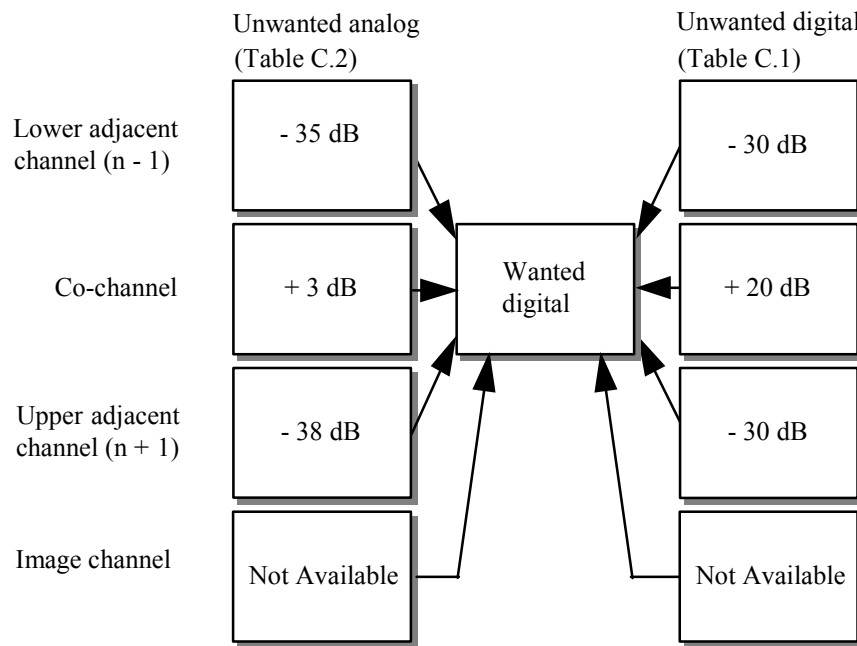 Unwanted analog
(Table C.2)
Unwanted digital
(Table C.1)
Lower adjacent
channel (n - 1)
- 35 dB
- 30 dB
Co-channel
+ 3 dB
Wanted
digital
+ 20 dB
Upper adjacent
channel (n + 1)
- 38 dB
- 30 dB
Image channel
Not Available
Not Available